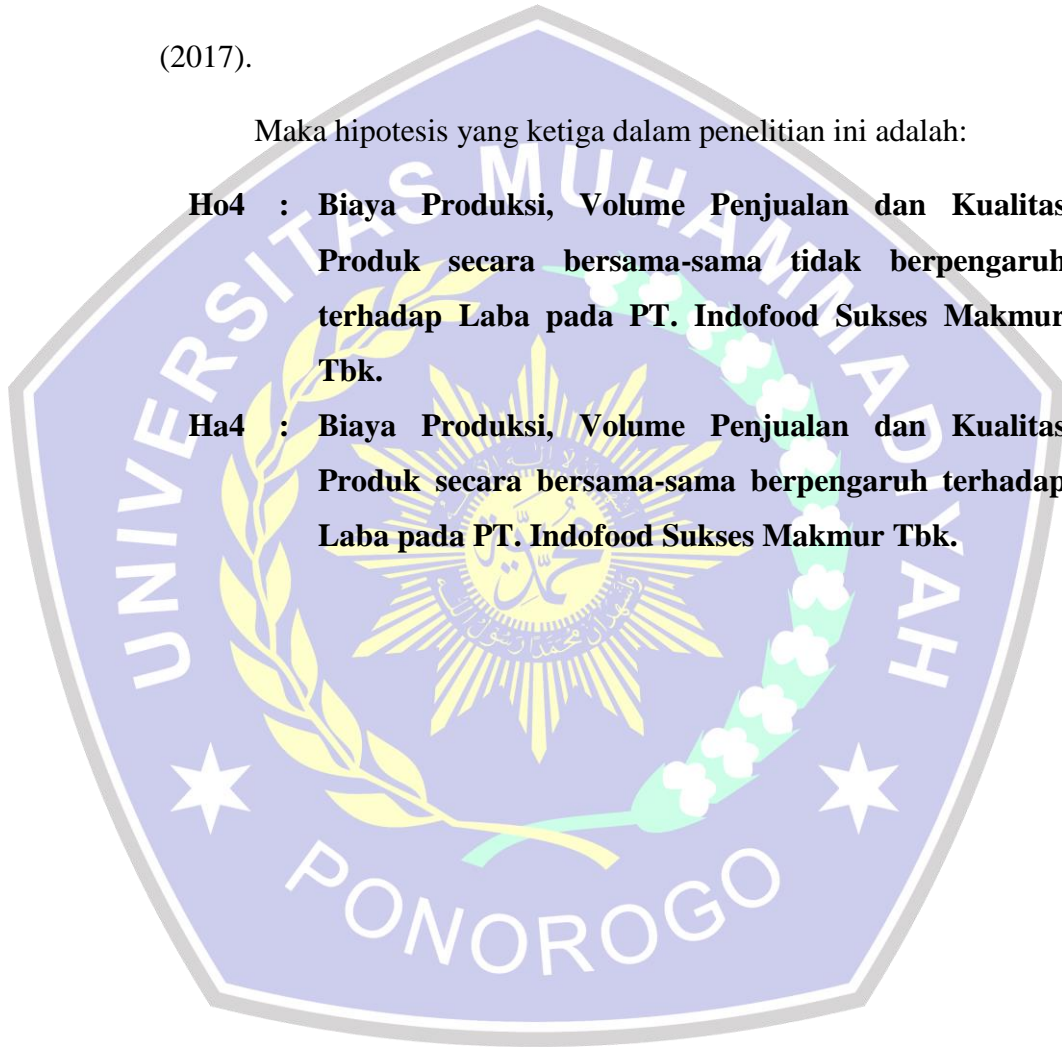 (2017).
Maka hipotesis yang ketiga dalam penelitian ini adalah:
Ho4 : Biaya Produksi, Volume Penjualan dan Kualitas
Produk secara bersama-sama tidak berpengaruh
terhadap Laba pada PT. Indofood Sukses Makmur
Tbk.
Ha4 : Biaya Produksi, Volume Penjualan dan Kualitas
Produk secara bersama-sama berpengaruh terhadap
Laba pada PT. Indofood Sukses Makmur Tbk.
UNIVERSITAS MUHAMMADIYAH
PONOROGO